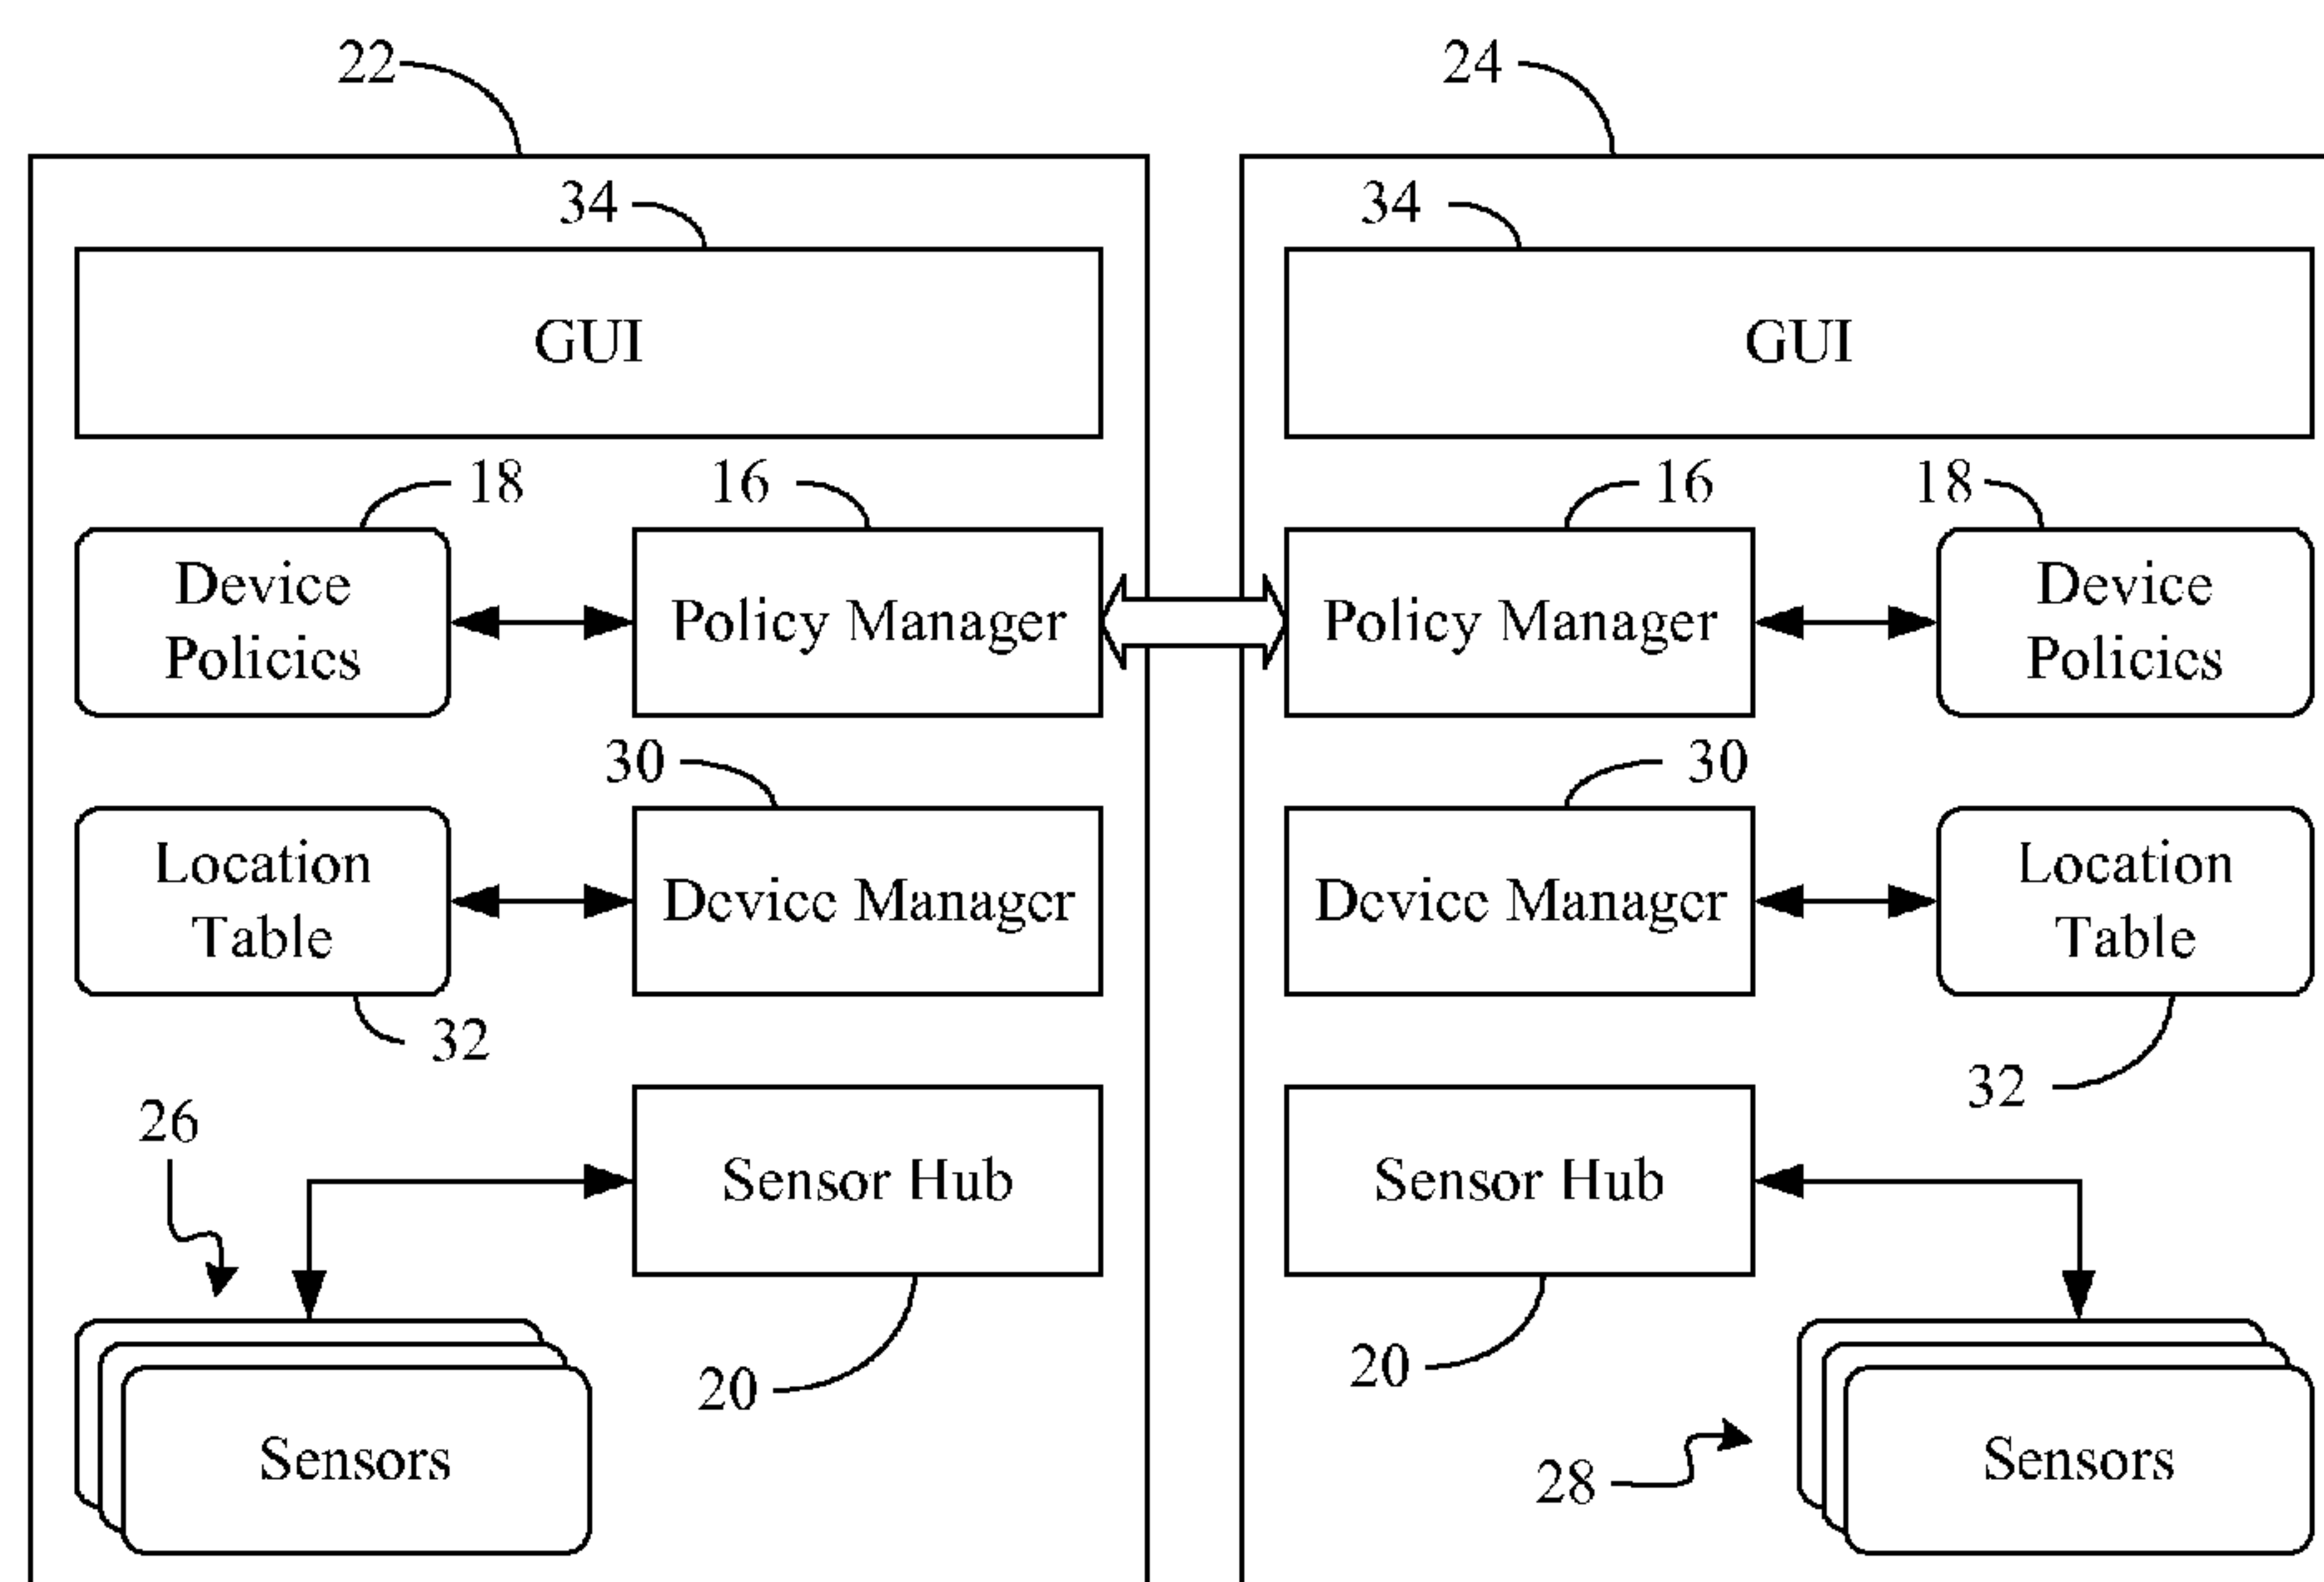 22
24
34
34
GUI
GUI
18
16
16
18
Device
Policies
Policy Manager
Policy Manager
Device
Policies
30
30
Location
Table
Device Manager
Device Manager
Location
Table
32
32
26
Sensor Hub
Sensor Hub
20
20
Sensors
28
Sensors